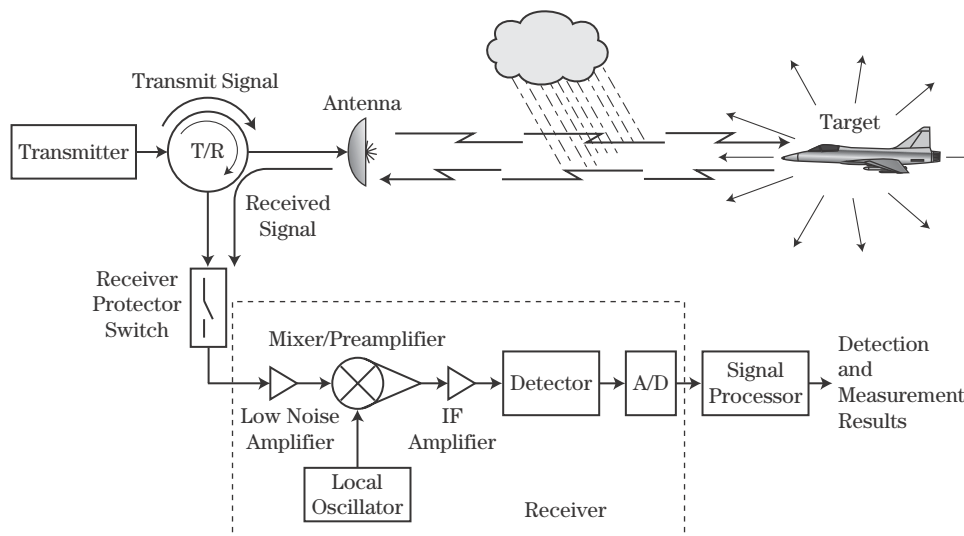 Transmit Signal
Antenna
Transmitter
T/R
Target
Received
Signal
Receiver
Protector
Switch
Mixer/Preamplifier
Low Noise
Amplifier
IF
Amplifier
Detector
A/D
Signal
Processor
Detection
and
Measurement
Results
Local
Oscillator
Receiver